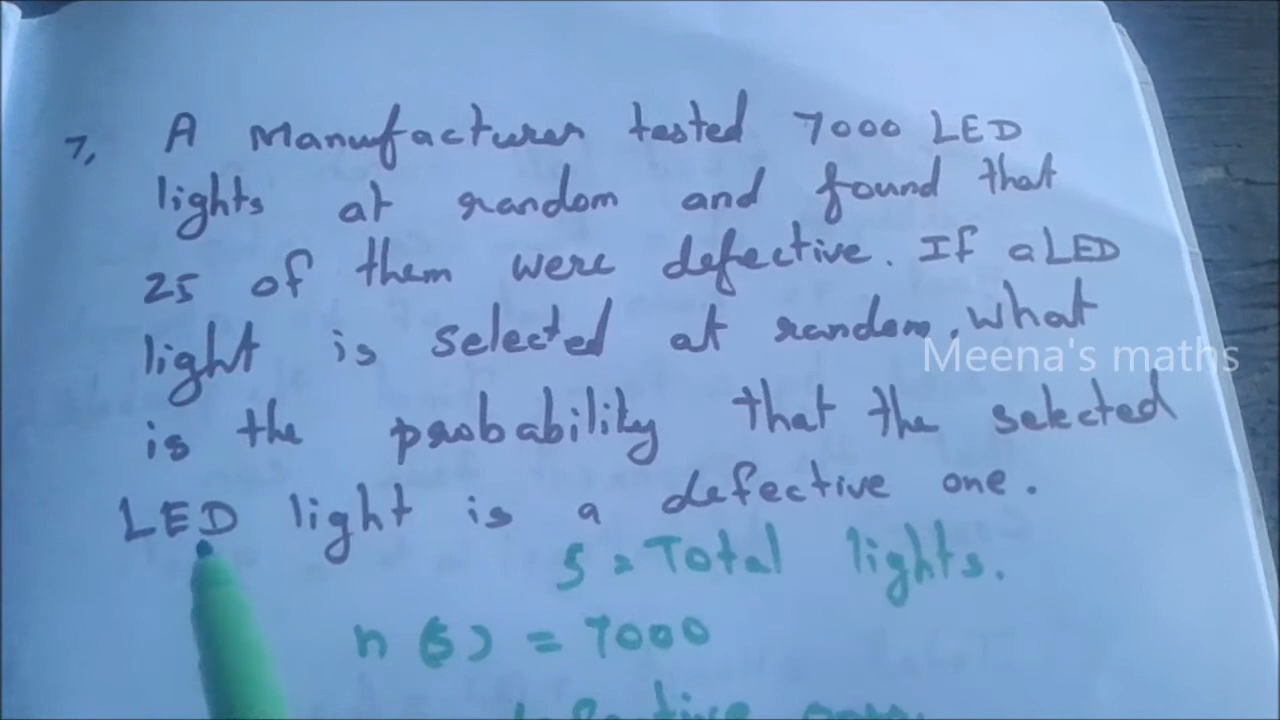 7, A Manufacturer tested 7000 LED
lights at random and found that
25 of them were defective. If a LED
light is selected at random, what
Meena's maths
is the probability that the selected
LED light is a defective one.
S = Total lights.
n(S) = 7000